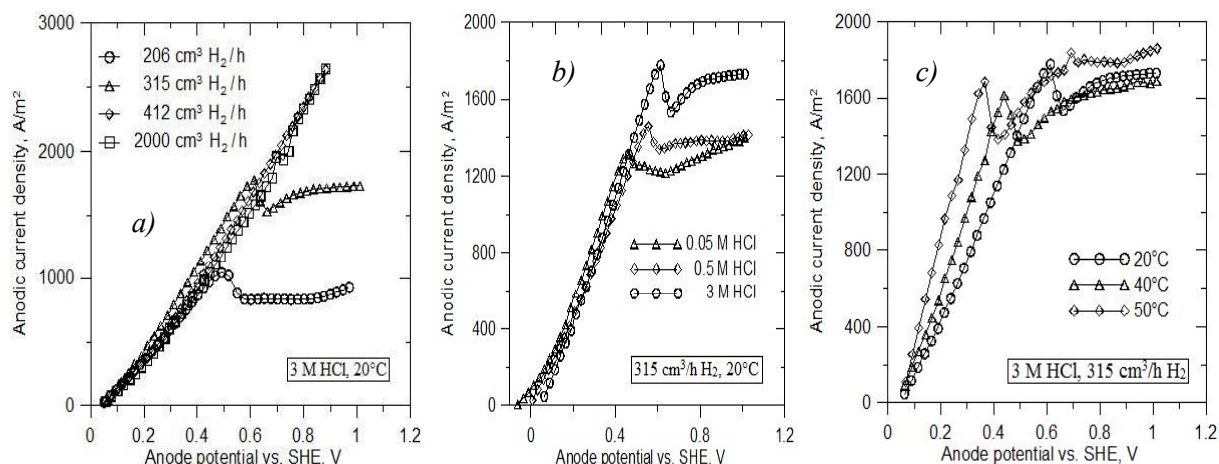 a)
Anodic current density, A/m²
3000
2000
1000
0
206 cm³ H₂/h
315 cm³ H₂/h
412 cm³ H₂/h
2000 cm³ H₂/h
3 M HCl, 20°C
0 0.2 0.4 0.6 0.8 1 1.2
Anode potential vs. SHE, V
b)
Anodic current density, A/m²
2000
1600
1200
800
400
0
0.05 M HCl
0.5 M HCl
3 M HCl
315 cm³/h H₂, 20°C
0 0.2 0.4 0.6 0.8 1 1.2
Anode potential vs. SHE, V
c)
Anodic current density, A/m²
2000
1600
1200
800
400
0
20°C
40°C
50°C
3 M HCl, 315 cm³/h H₂
0 0.2 0.4 0.6 0.8 1 1.2
Anode potential vs. SHE, V